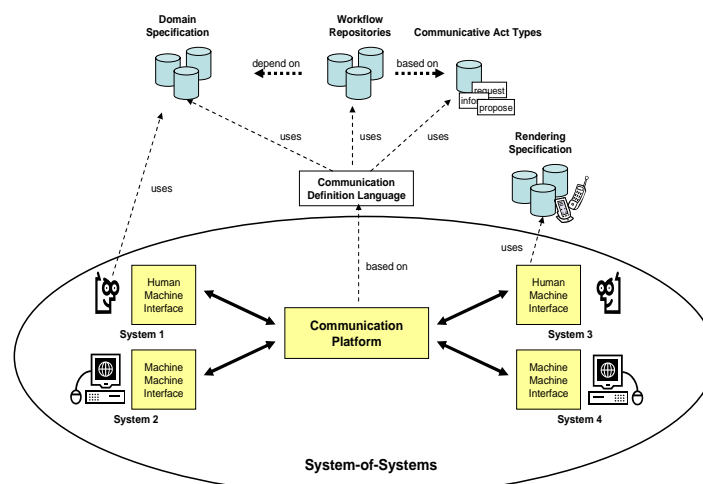 Domain
Specification
Workflow
Repositories
Communicative Act Types
depend on
based on
request
info
propose
uses
uses
uses
Rendering
Specification
uses
Communication
Definition Language
uses
based on
Human
Machine
Interface
System 1
Human
Machine
Interface
System 3
Communication
Platform
Machine
Machine
Interface
System 2
Machine
Machine
Interface
System 4
System-of-Systems